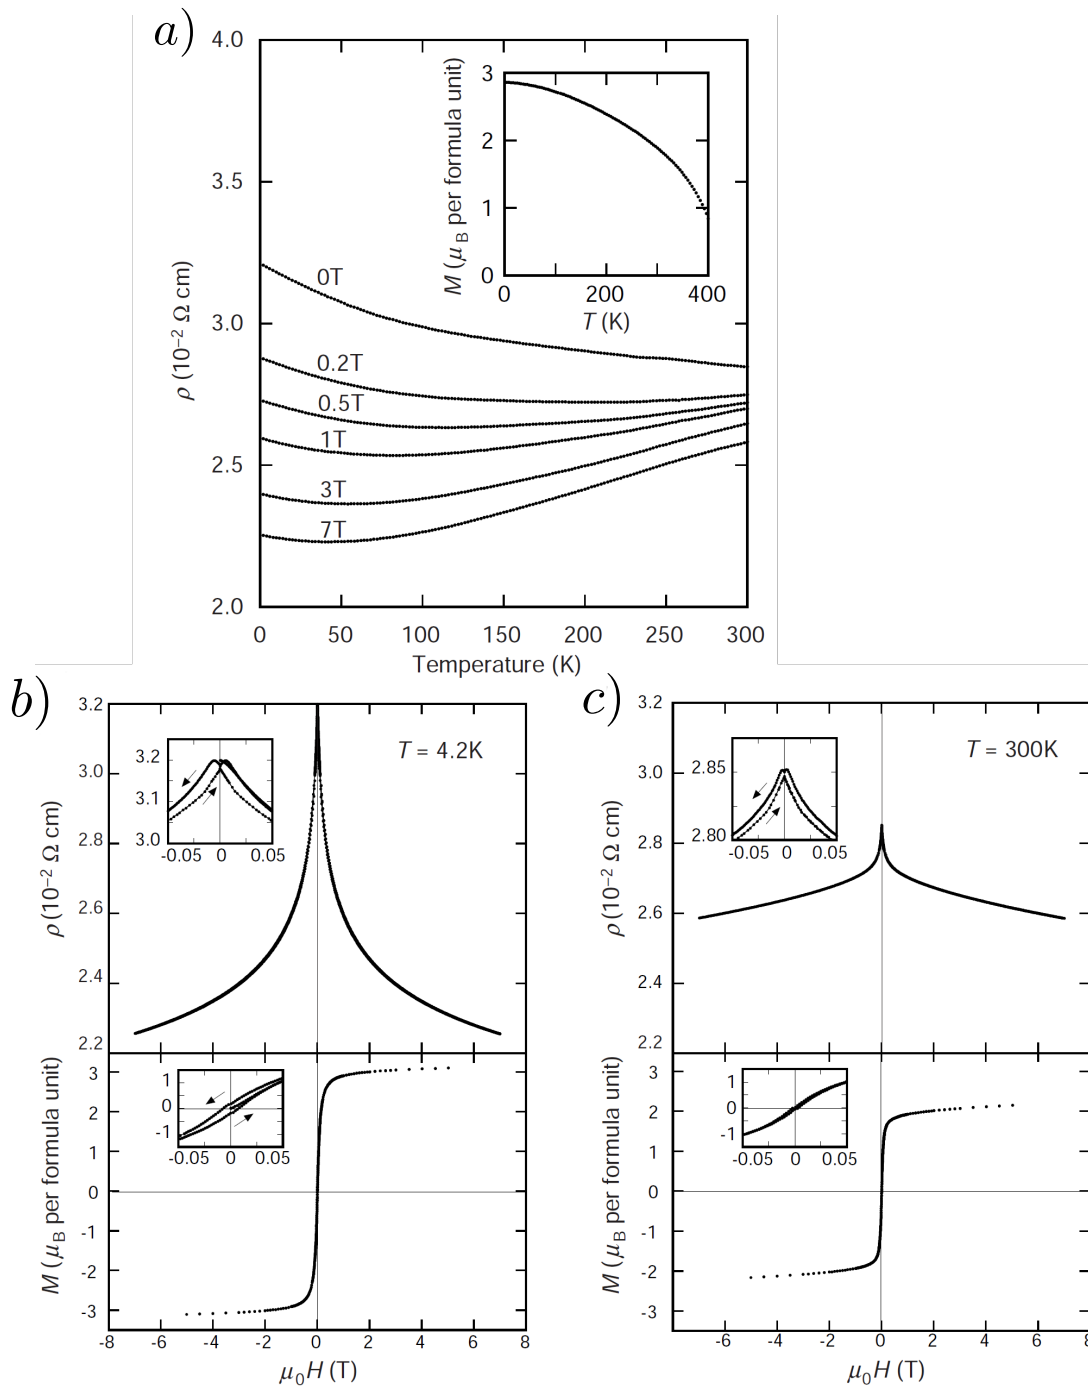 a)
4.0
3.5
3.0
2.5
2.0
ρ (10⁻² Ω cm)
0T
0.2T
0.5T
1T
3T
7T
0 50 100 150 200 250 300
Temperature (K)
M (μB per formula unit)
3
2
1
0
0 200 400
T (K)
b)
3.2
3.0
2.8
2.6
2.4
2.2
ρ (10⁻² Ω cm)
T = 4.2K
3.2
3.1
3.0
-0.05 0 0.05
M (μB per formula unit)
3
2
1
0
-1
-2
-3
1
0
-1
-0.05 0 0.05
-8 -6 -4 -2 0 2 4 6 8
μ₀H (T)
c)
3.2
3.0
2.8
2.6
2.4
2.2
ρ (10⁻² Ω cm)
T = 300K
2.85
2.80
-0.05 0 0.05
M (μB per formula unit)
3
2
1
0
-1
-2
-3
1
0
-1
-0.05 0 0.05
-6 -4 -2 0 2 4 6 8
μ₀H (T)